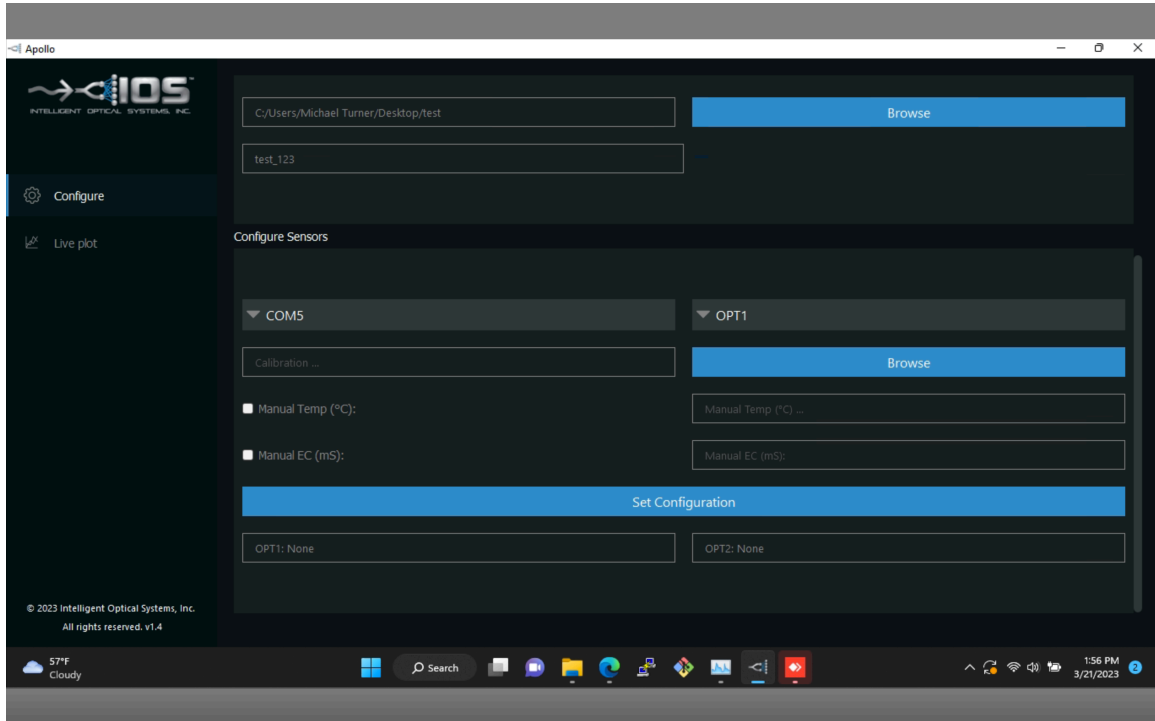 Apollo
IOS
INTELLIGENT OPTICAL SYSTEMS, INC.
C:/Users/Michael Turner/Desktop/test
Browse
test_123
Configure
Live plot
Configure Sensors
COM5
OPT1
Calibration ...
Browse
Manual Temp (°C):
Manual Temp (°C) ...
Manual EC (mS):
Manual EC (mS):
Set Configuration
OPT1: None
OPT2: None
© 2023 Intelligent Optical Systems, Inc.
All rights reserved. v1.4
57°F
Cloudy
Search
1:56 PM
3/21/2023
2